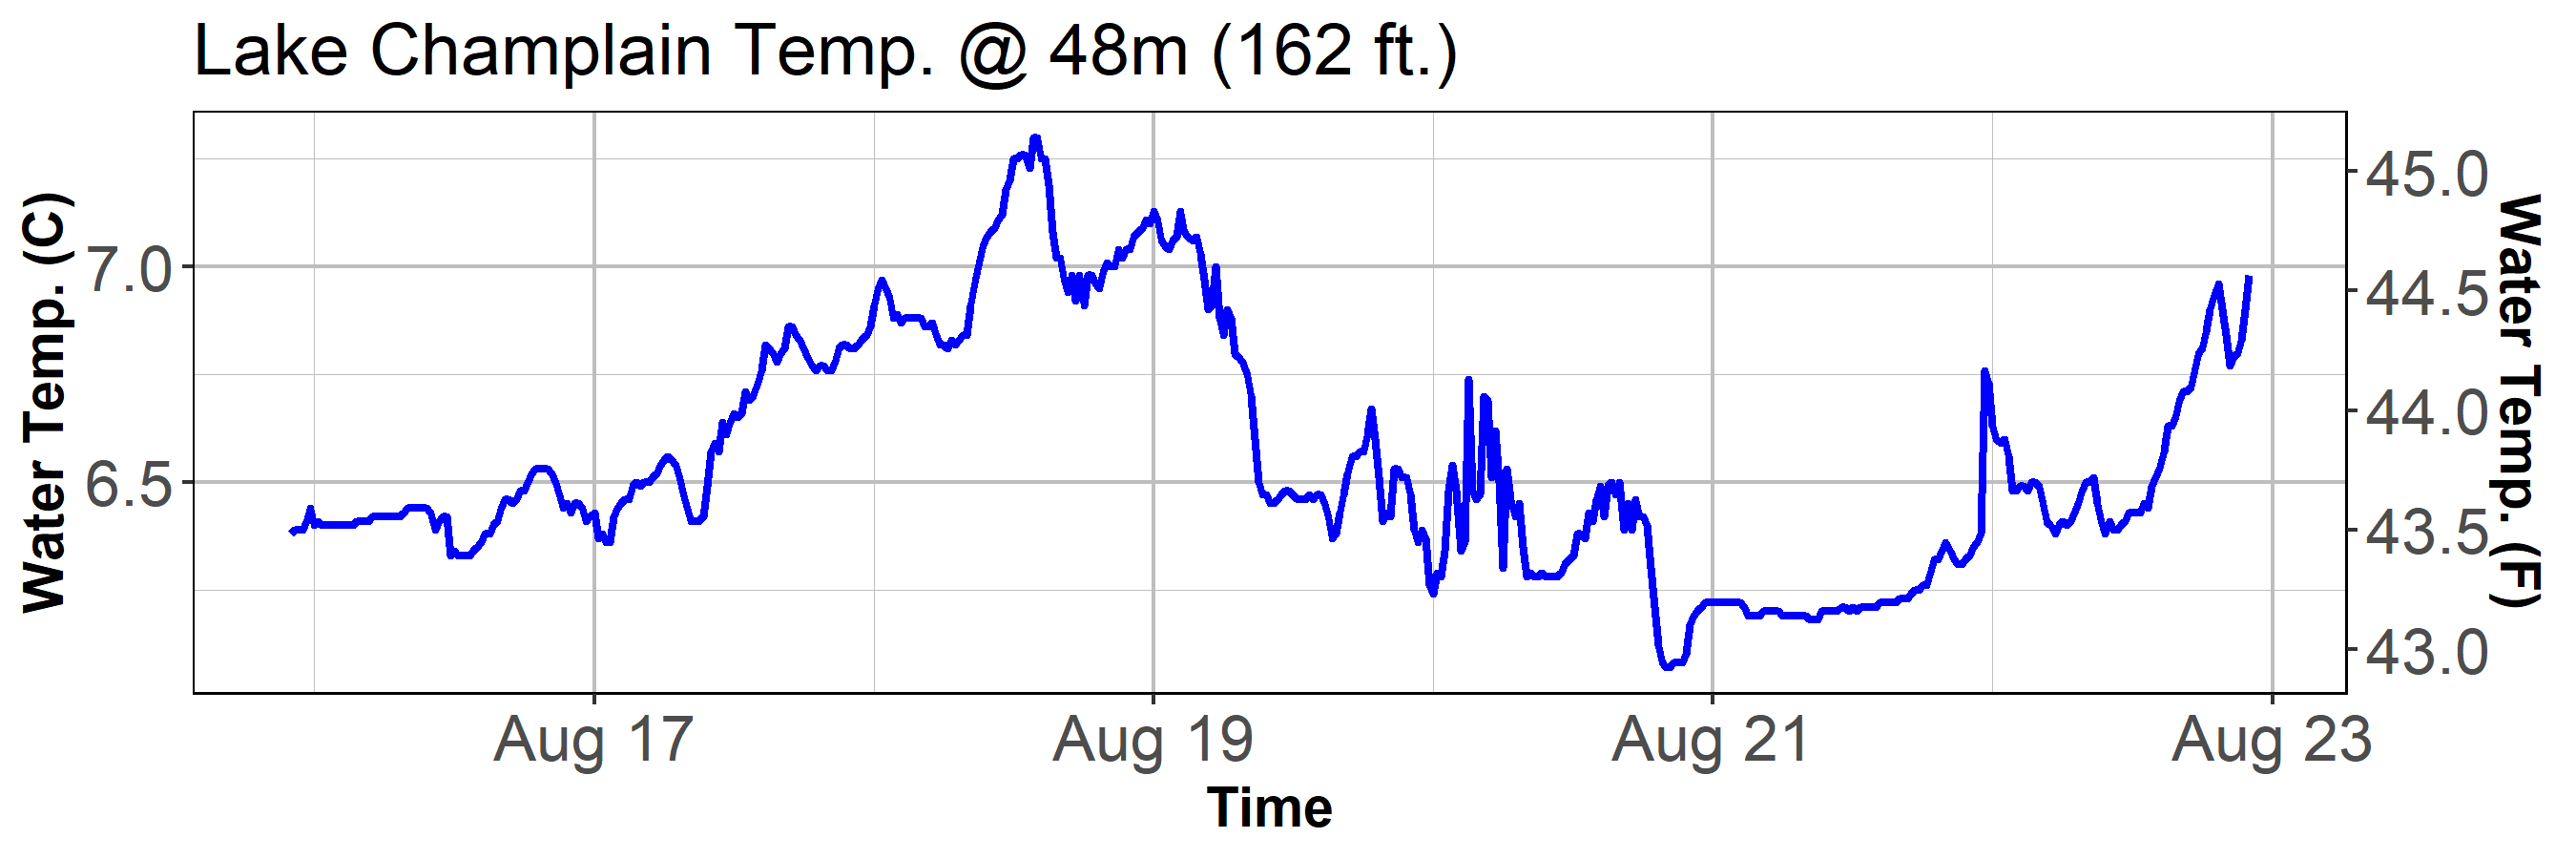 Lake Champlain Temp. @ 48m (162 ft.)
Water Temp. (C)
7.0
6.5
45.0
44.5
44.0
43.5
43.0
Water Temp. (F)
Aug 17
Aug 19
Aug 21
Aug 23
Time